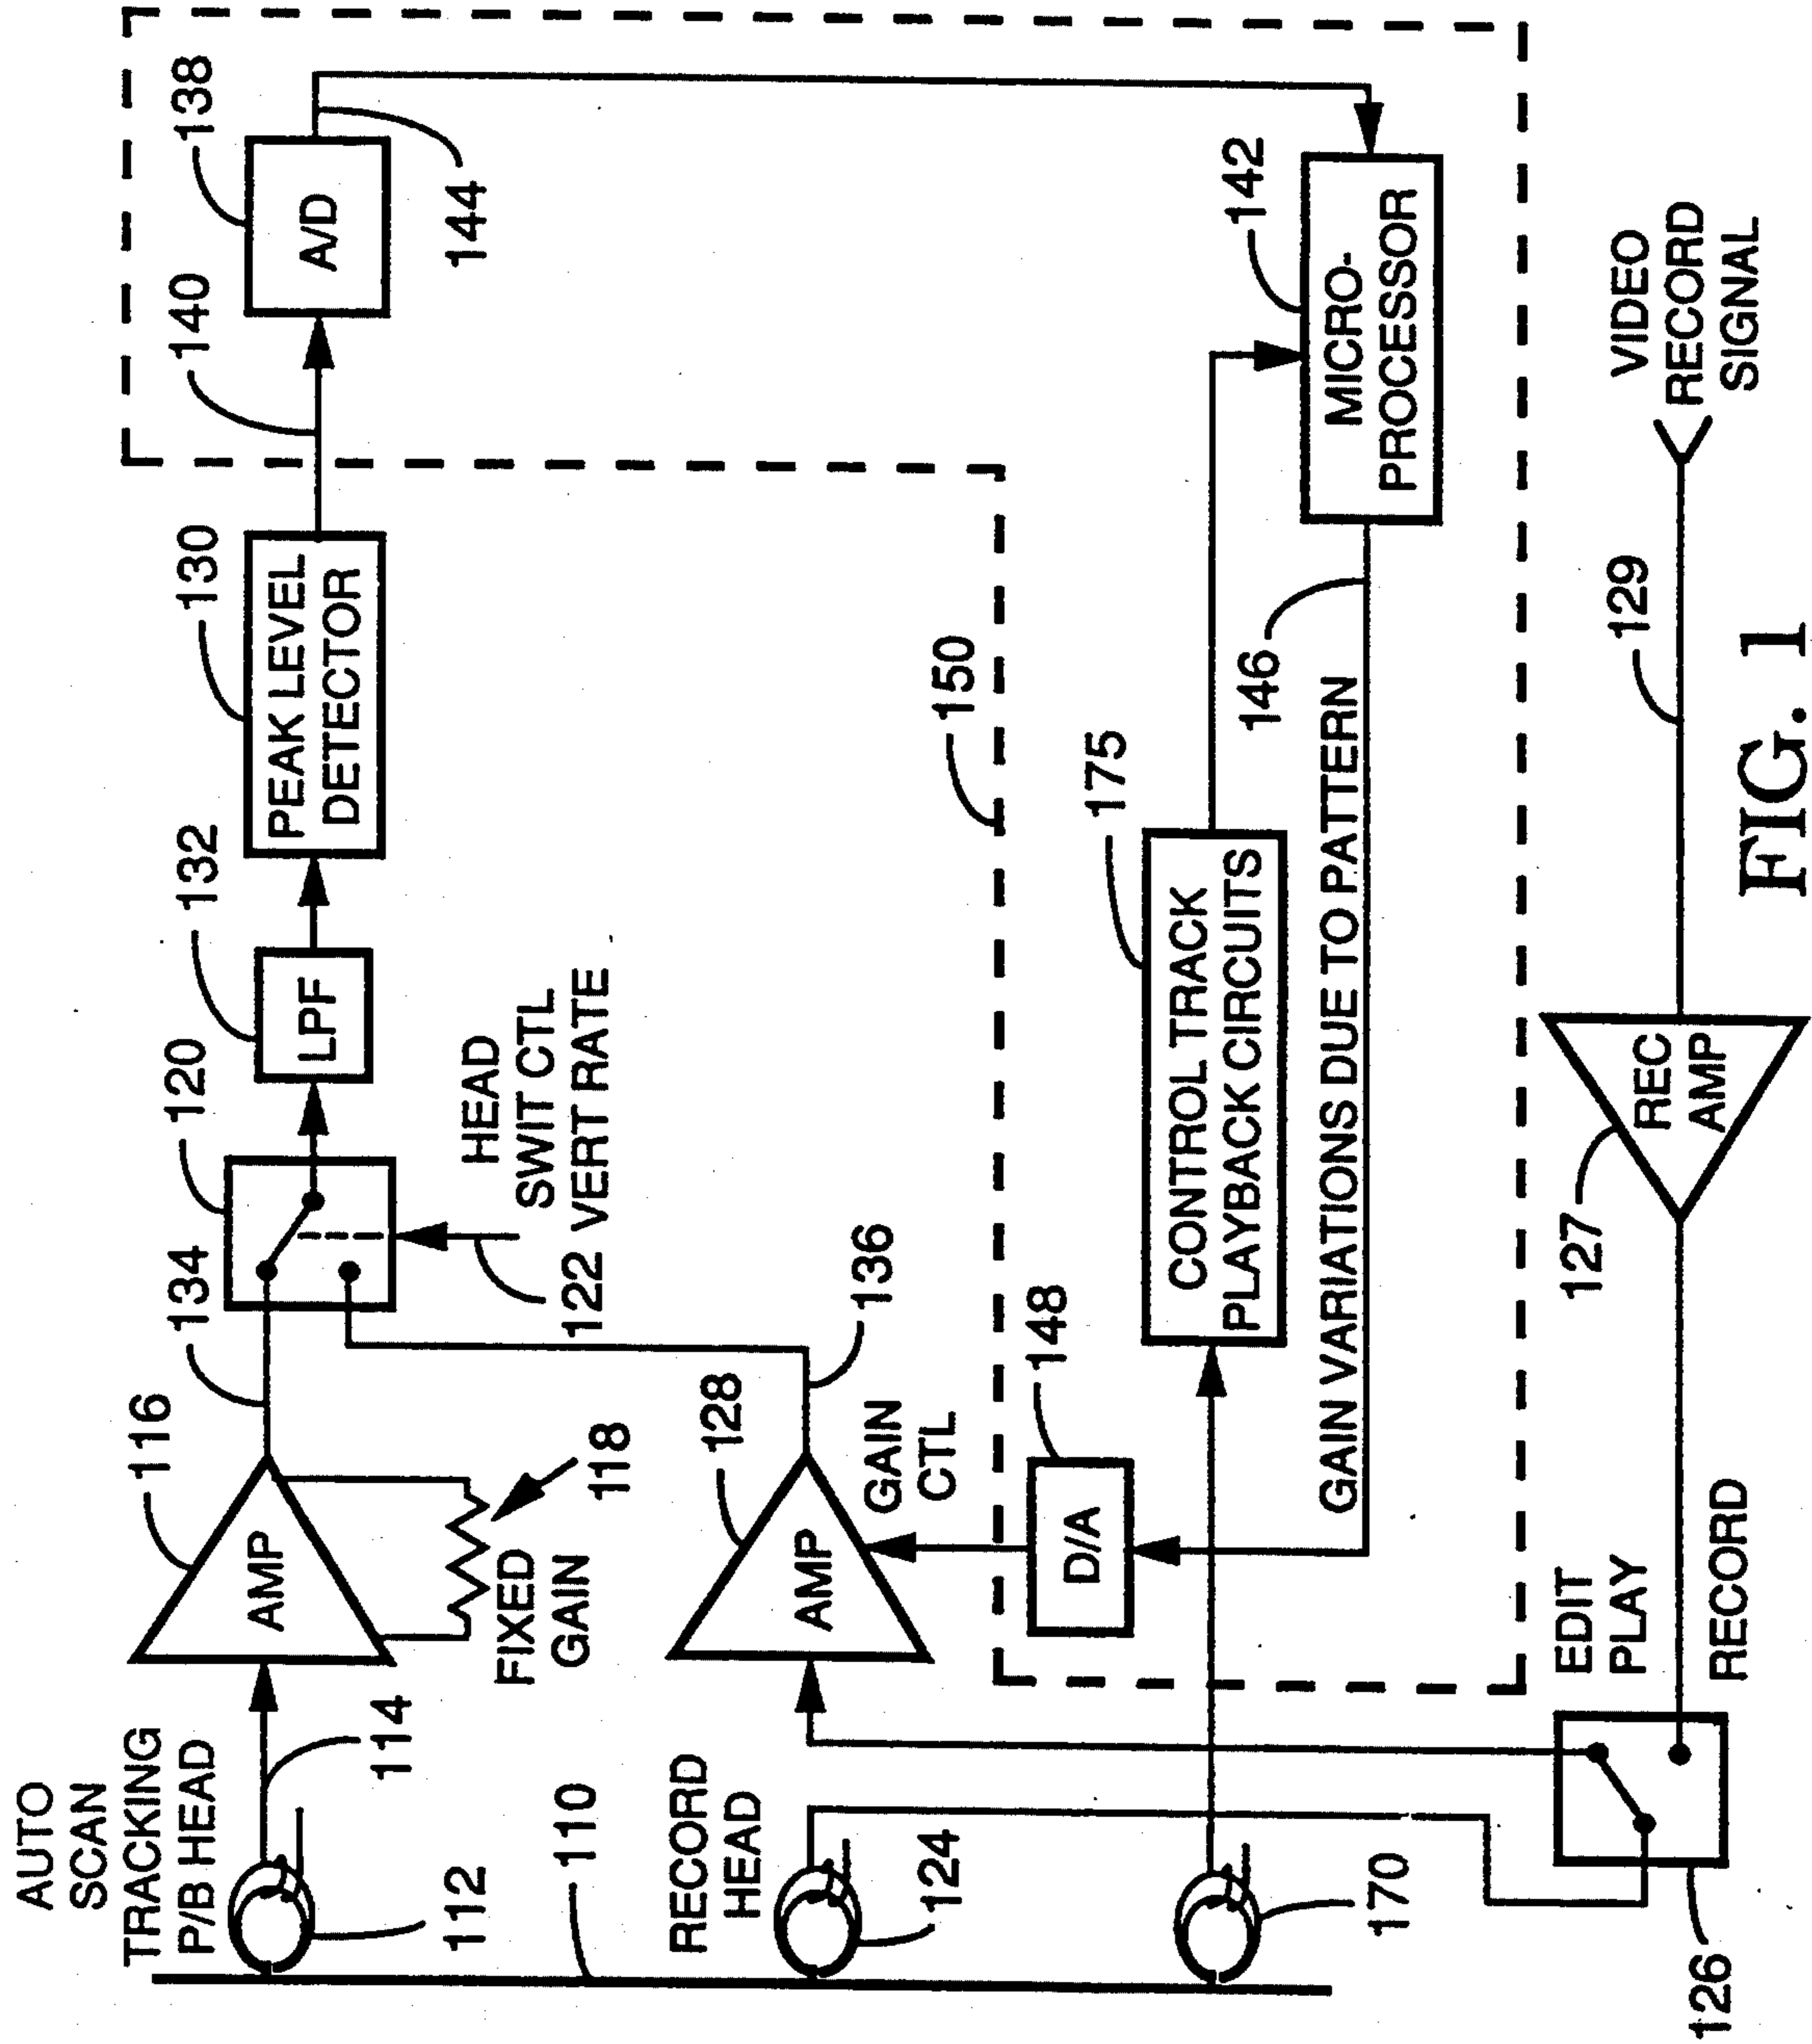 AUTO
SCAN
TRACKING
P/B HEAD
112
114
AMP
116
FIXED
GAIN
118
134
120
HEAD
SWIT CTL
VERT RATE
122
LPF
132
PEAK LEVEL
DETECTOR
130
140
A/D
138
144
RECORD
HEAD
124
110
AMP
128
136
GAIN
CTL
D/A
148
150
170
CONTROL TRACK
PLAYBACK CIRCUITS
175
GAIN VARIATIONS DUE TO PATTERN
146
MICRO-
PROCESSOR
142
126
EDIT
PLAY
RECORD
127
REC
AMP
129
VIDEO
RECORD
SIGNAL
FIG. 1